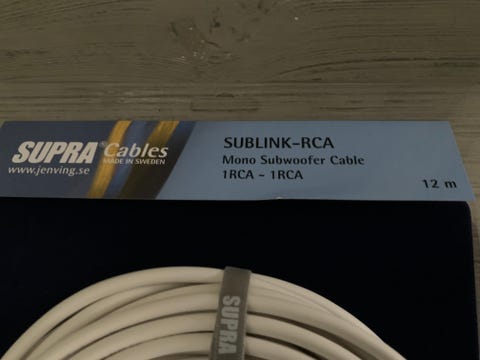 SUPRA® Cables
MADE IN SWEDEN
www.jenving.se
SUBLINK-RCA
Mono Subwoofer Cable
1RCA - 1RCA
12 m
SUPRA